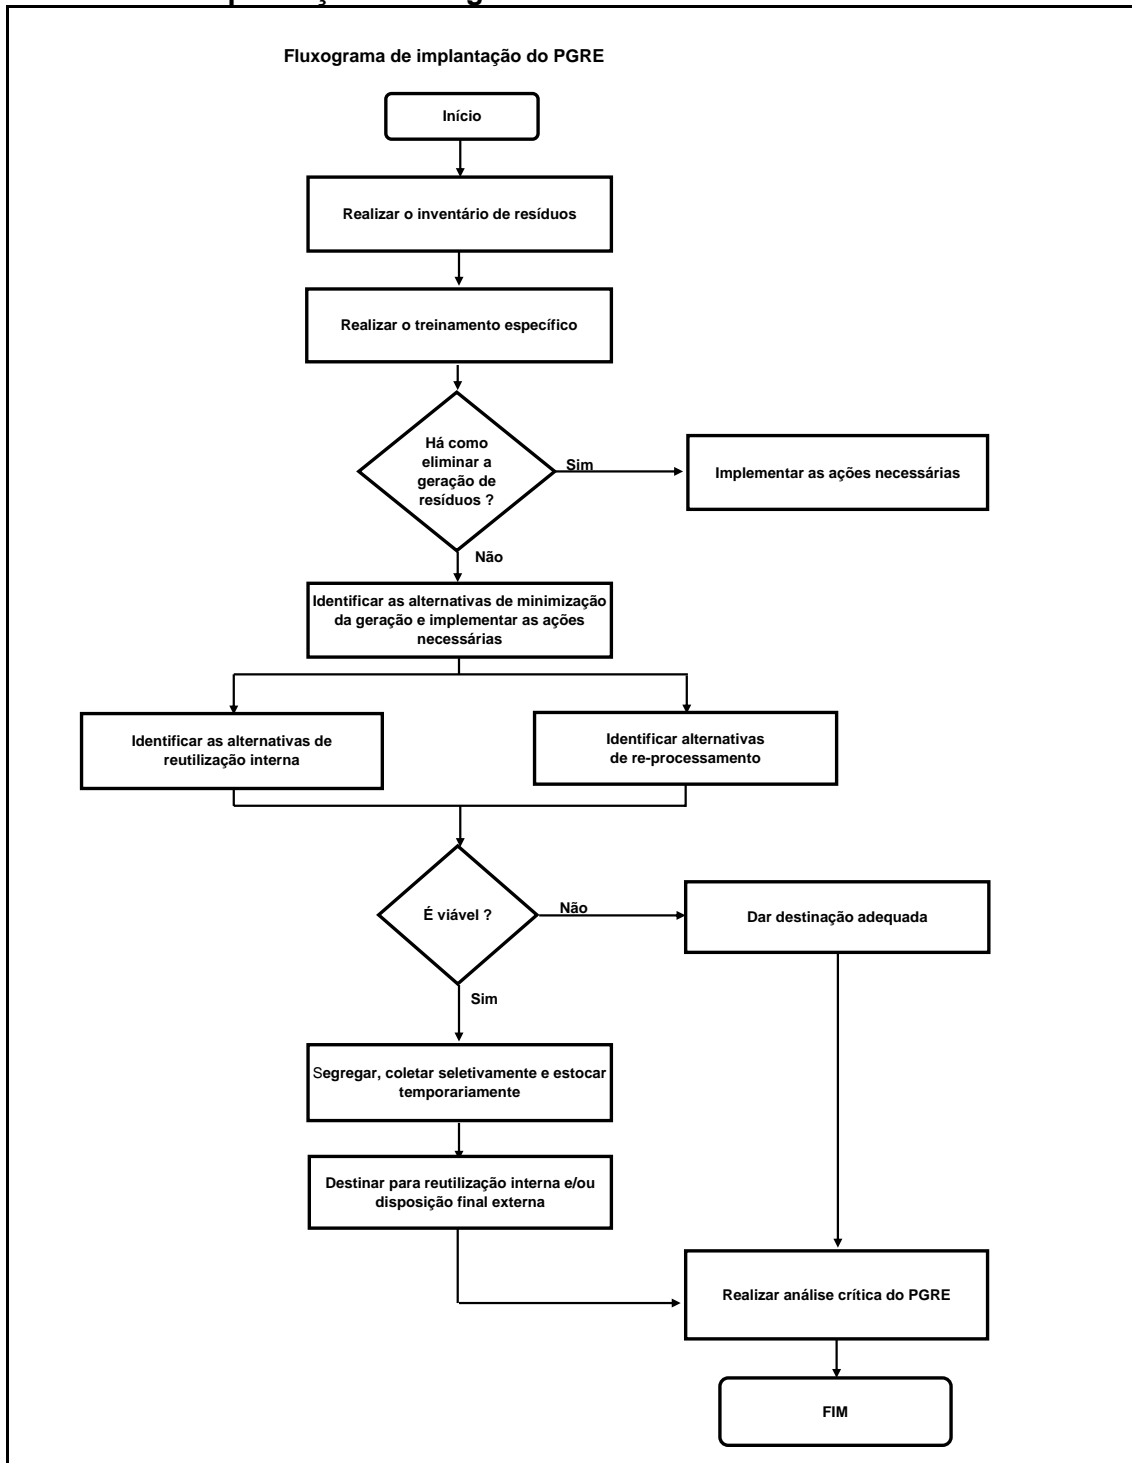 Fluxograma de implantação do PGRE
Início
Realizar o inventário de resíduos
Realizar o treinamento específico
Há como
eliminar a
geração de
resíduos ?
Sim
Implementar as ações necessárias
Não
Identificar as alternativas de minimização
da geração e implementar as ações
necessárias
Identificar as alternativas de
reutilização interna
Identificar alternativas
de re-processamento
É viável ?
Não
Dar destinação adequada
Sim
Segregar, coletar seletivamente e estocar
temporariamente
Destinar para reutilização interna e/ou
disposição final externa
Realizar análise crítica do PGRE
FIM